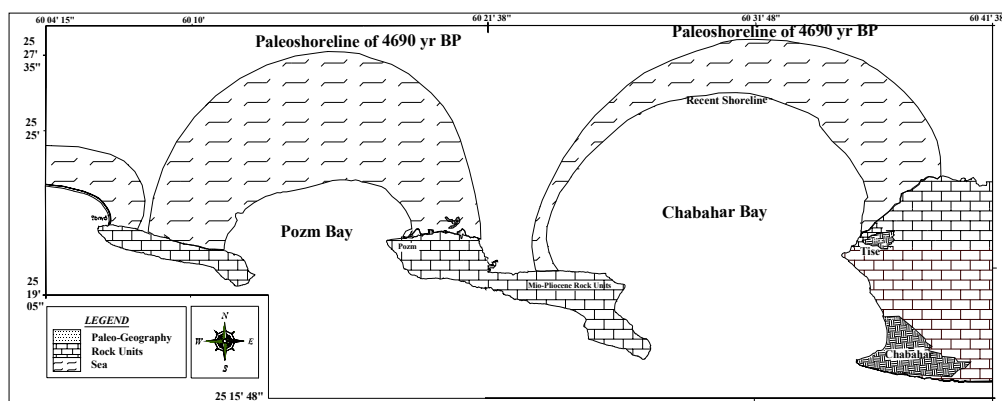 60 04' 15"
60 10'
60 21' 38"
60 31' 48"
60 41' 38"
25
27'
35"
Paleoshoreline of 4690 yr BP
Paleoshoreline of 4690 yr BP
Recent Shoreline
25
25'
Chabahar Bay
Pozm Bay
Pozm
Tise
25
19'
05"
Mio-Pliocene Rock Units
LEGEND
Paleo-Geography
Rock Units
Sea
N
W
E
S
Chabahar
25 15' 48"